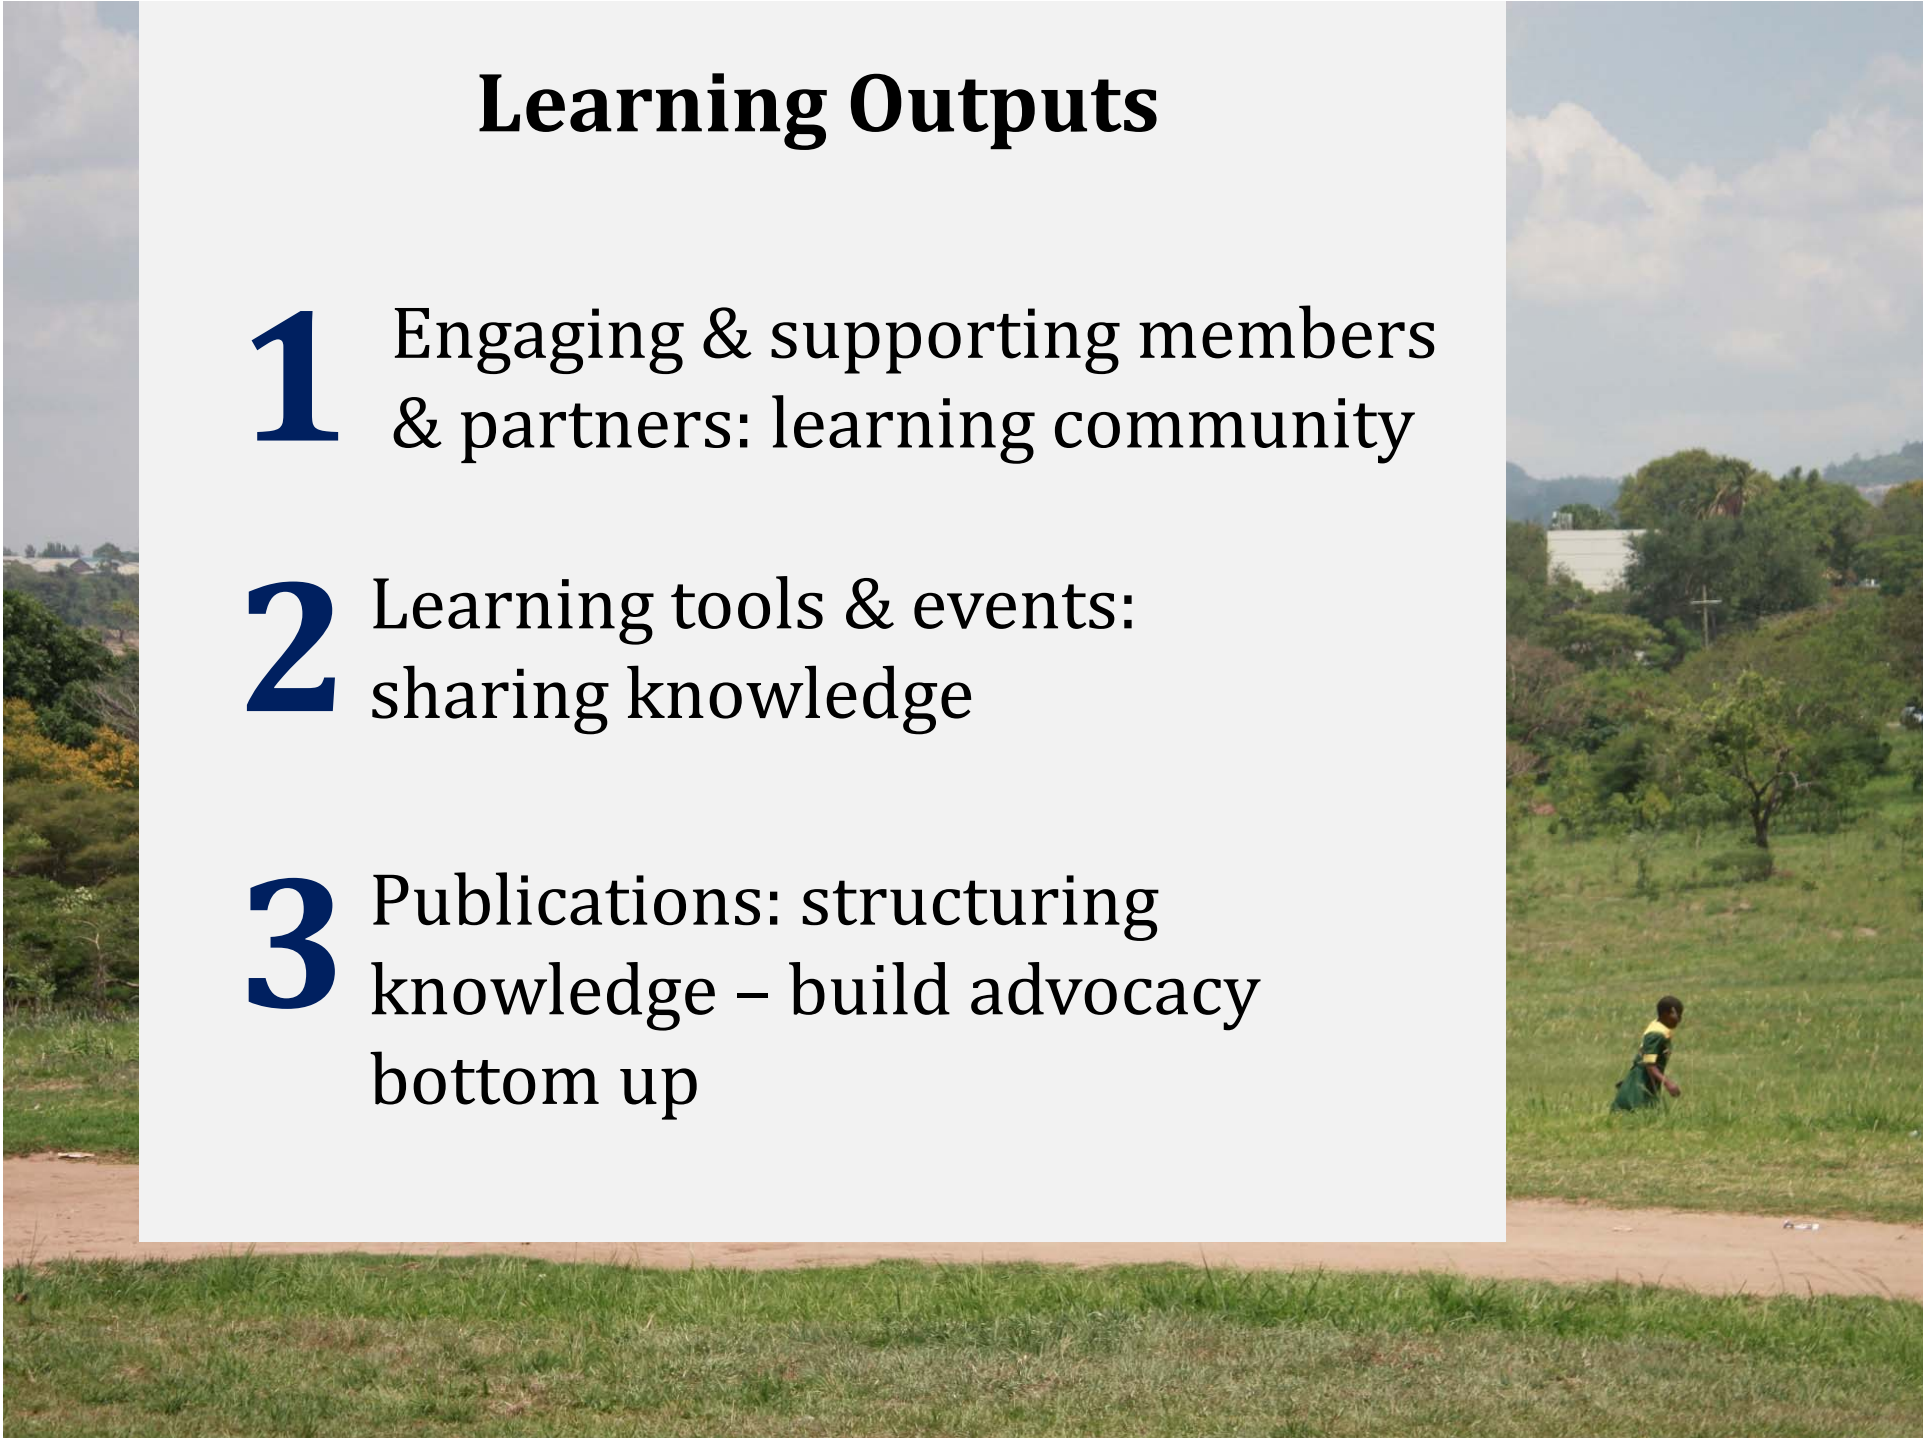 Learning Outputs
1
Engaging & supporting members
& partners: learning community
2
Learning tools & events:
sharing knowledge
3
Publications: structuring
knowledge – build advocacy
bottom up